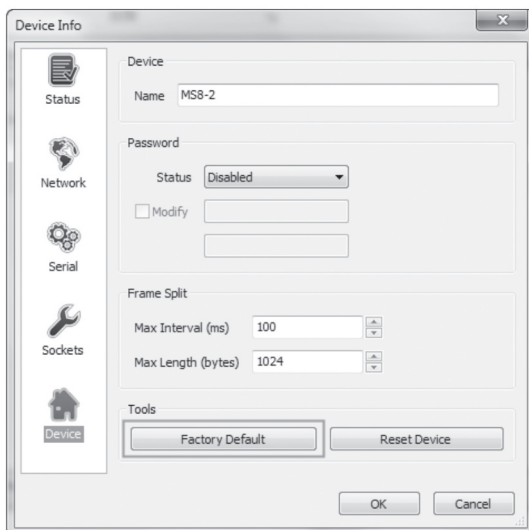 Device Info
x
Status
Network
Serial
Sockets
Device
Device
Name MS8-2
Password
Status Disabled
Modify
Frame Split
Max Interval (ms) 100
Max Length (bytes) 1024
Tools
Factory Default Reset Device
OK Cancel